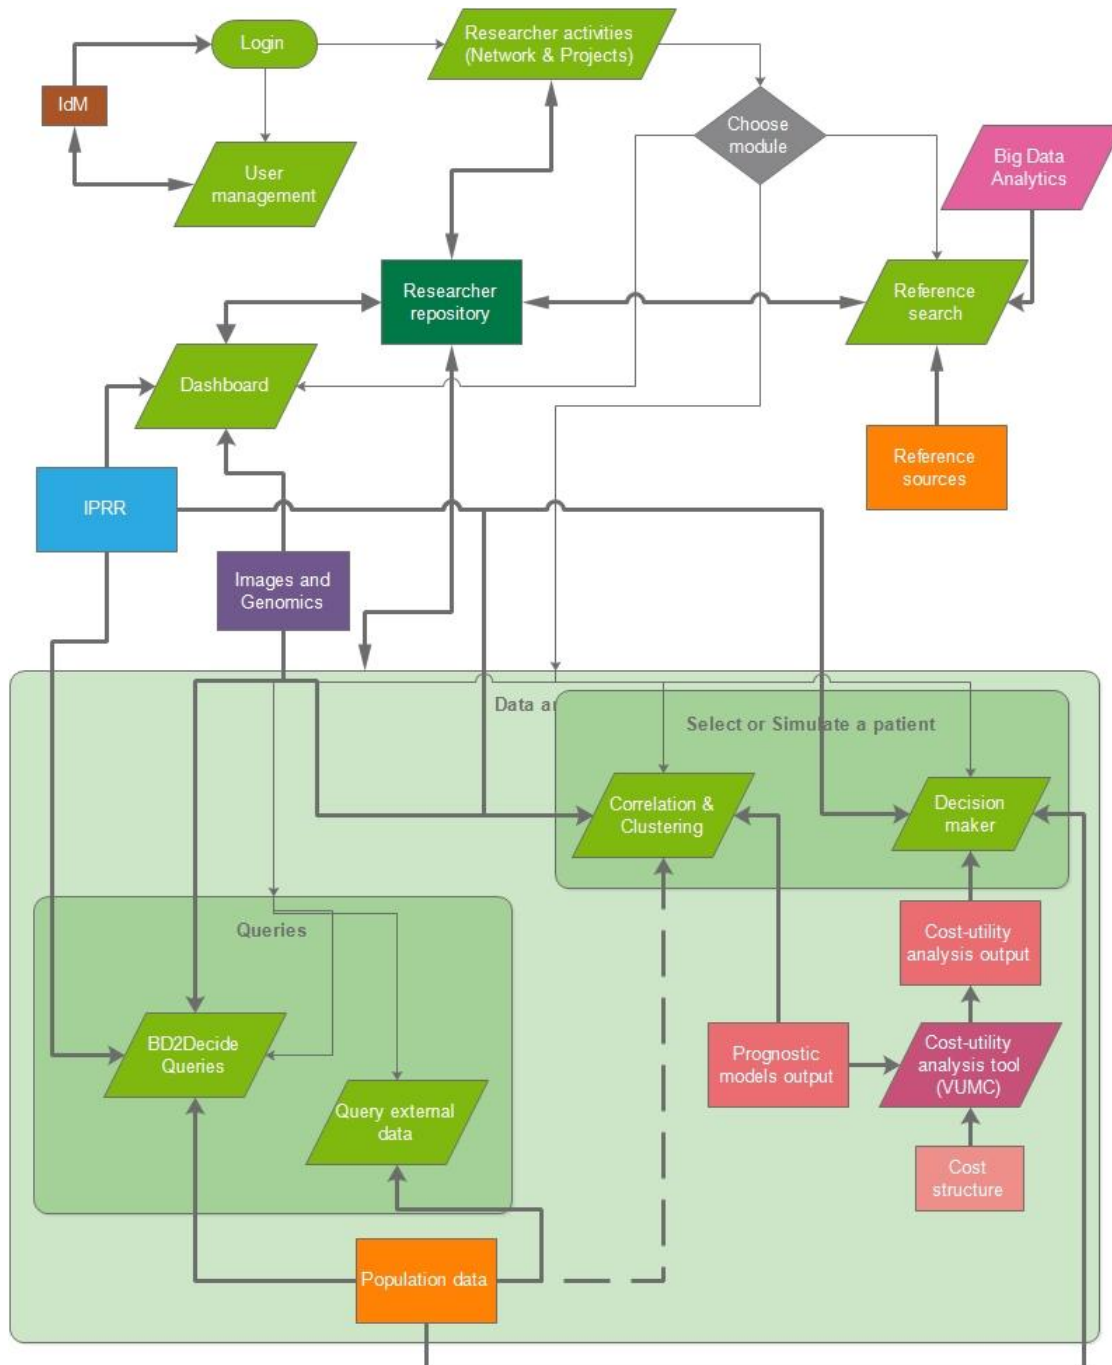 Login
Researcher activities
(Network & Projects)
IdM
Choose
module
Big Data
Analytics
User
management
Researcher
repository
Reference
search
Dashboard
Reference
sources
IPRR
Images and
Genomics
Data
Select or Simulate a patient
Correlation &
Clustering
Decision
maker
Queries
Cost-utility
analysis output
BD2Decide
Queries
Prognostic
models output
Cost-utility
analysis tool
(VUMC)
Query external
data
Cost
structure
Population data